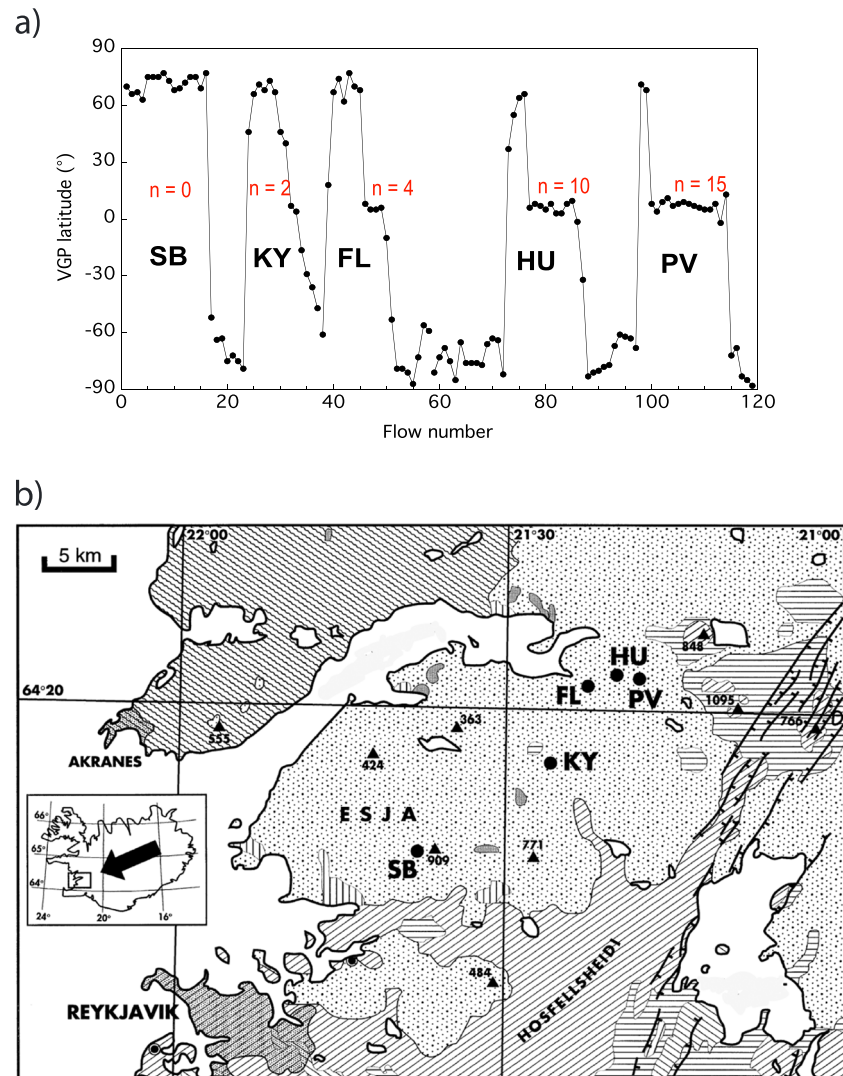 a)
90
60
30
0
-30
-60
-90
VGP latitude (°)
n = 0
n = 2
n = 4
n = 10
n = 15
SB
KY
FL
HU
PV
0
20
40
60
80
100
120
Flow number
b)
5 km
22°00
21°30
21°00
848
HU
FL
PV
64°20
1095
766
D
555
363
AKRANES
424
KY
ESJA
66°
909
771
SB
65°
64°
24°
20°
16°
484
HOSFELLSHEIDI
REYKJAVIK